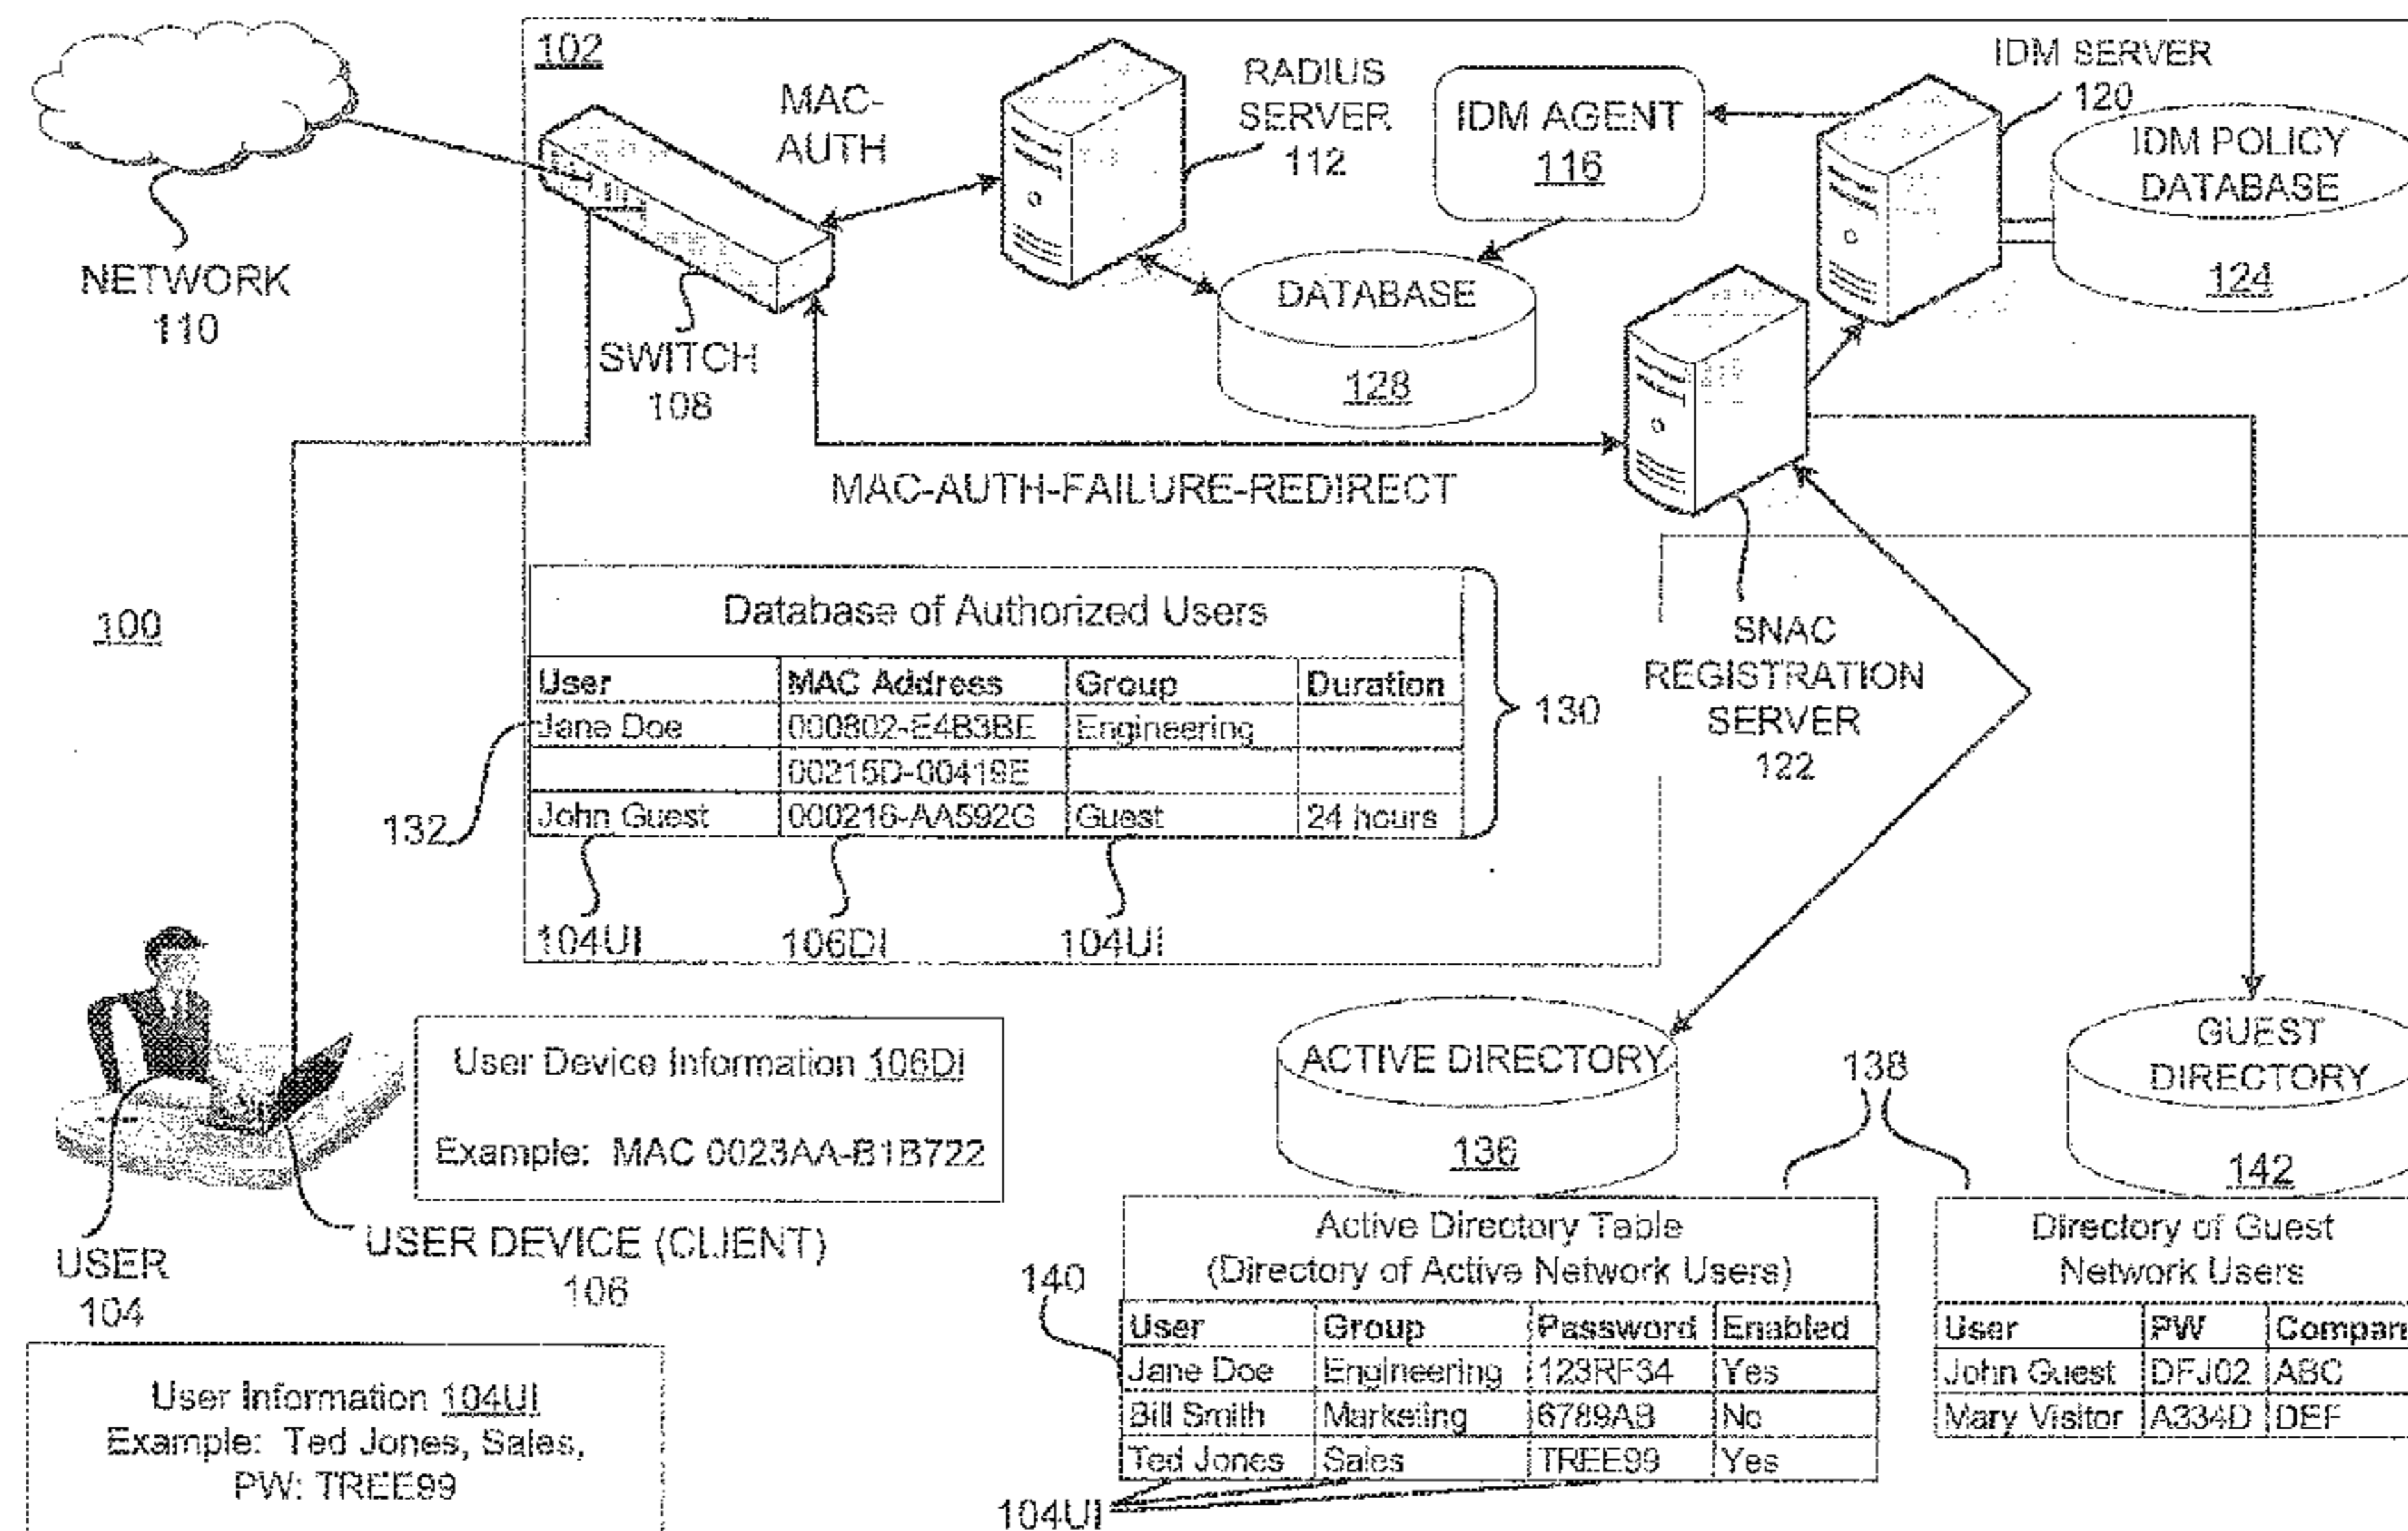 102
MAC-
AUTH
RADIUS
SERVER
112
IDM AGENT
116
IDM SERVER
120
IDM POLICY
DATABASE
124
NETWORK
110
SWITCH
108
DATABASE
128
MAC-AUTH-FAILURE-REDIRECT
100
Database of Authorized Users
User MAC Address Group Duration
Jane Doe 000802-E4B3BE Engineering
00215D-00419E
John Guest 000216-AA592G Guest 24 hours
130
132
104UI 106DI 104UI
SNAC
REGISTRATION
SERVER
122
User Device Information 106DI
Example: MAC 0023AA-B1B722
USER
104
USER DEVICE (CLIENT)
106
User Information 104UI
Example: Ted Jones, Sales,
PW: TREE99
ACTIVE DIRECTORY
136
138
GUEST
DIRECTORY
142
140
Active Directory Table
(Directory of Active Network Users)
User Group Password Enabled
Jane Doe Engineering 123RF34 Yes
Bill Smith Marketing 6789AB No
Ted Jones Sales TREE99 Yes
104UI
Directory of Guest
Network Users
User PW Compan
John Guest DFJ02 ABC
Mary Visitor A334D DEF